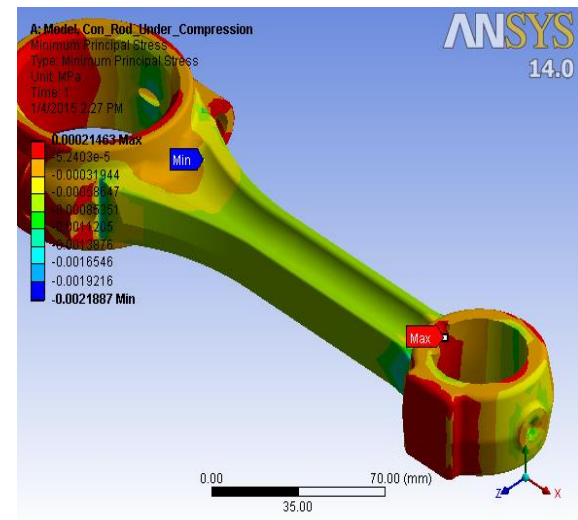 A: Model, Con_Rod_Under_Compression
Minimum Principal Stress
Type: Minimum Principal Stress
Unit: MPa
Time: 1
1/4/2015 2:27 PM
ANSYS
14.0
0.00021463 Max
-5.2403e-5
-0.00031944
-0.00058647
-0.00085351
-0.0011205
-0.0013876
-0.0016546
-0.0019216
-0.0021887 Min
Min
Max
0.00
70.00 (mm)
35.00
Z
X